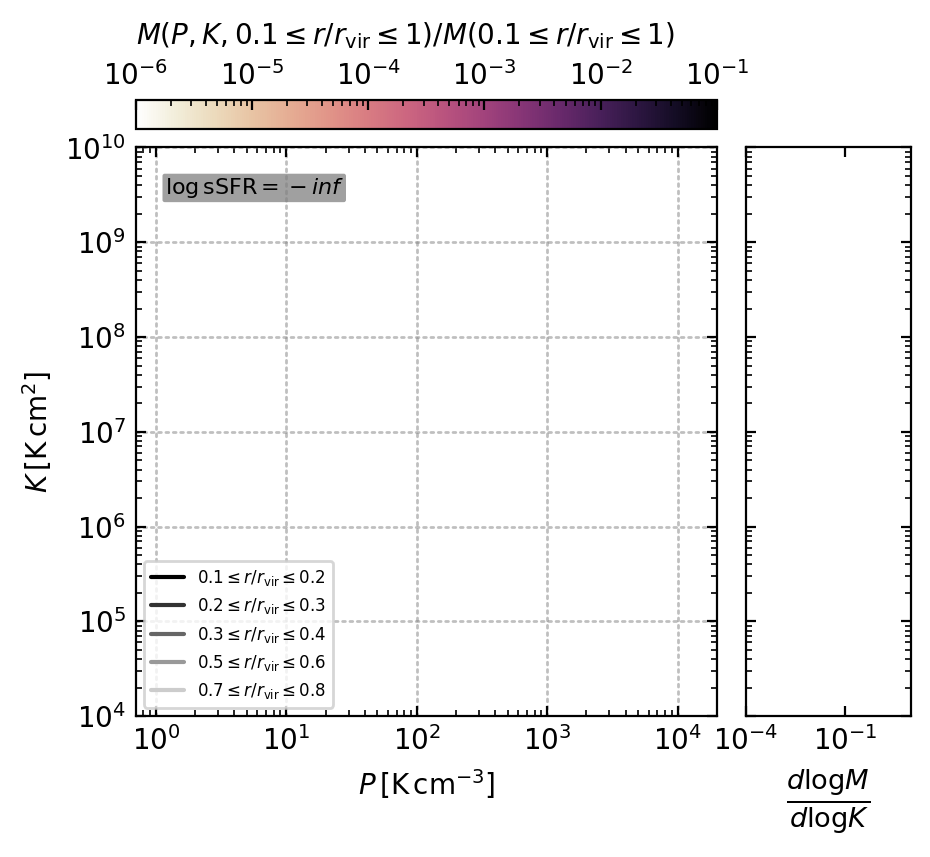 M(P, K, 0.1 ≤ r/r_vir ≤ 1)/M(0.1 ≤ r/r_vir ≤ 1)
10^−6 10^−5 10^−4 10^−3 10^−2 10^−1
10^10
log sSFR = −inf
10^9
10^8
10^7
K [K cm^2]
10^6
0.1 ≤ r/r_vir ≤ 0.2
0.2 ≤ r/r_vir ≤ 0.3
10^5
0.3 ≤ r/r_vir ≤ 0.4
0.5 ≤ r/r_vir ≤ 0.6
0.7 ≤ r/r_vir ≤ 0.8
10^4
10^0 10^1 10^2 10^3 10^4 10^−4 10^−1
P [K cm^−3]
dlogM
dlogK